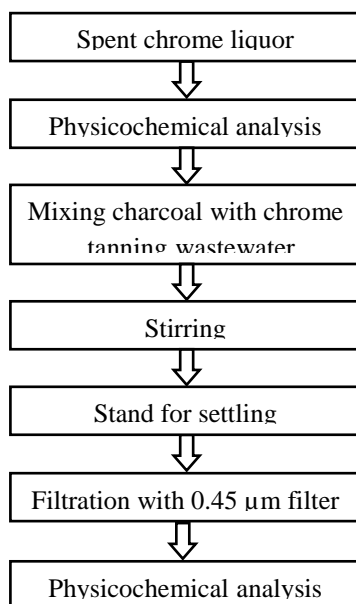 Spent chrome liquor
Physicochemical analysis
Mixing charcoal with chrome
tanning wastewater
Stirring
Stand for settling
Filtration with 0.45 µm filter
Physicochemical analysis